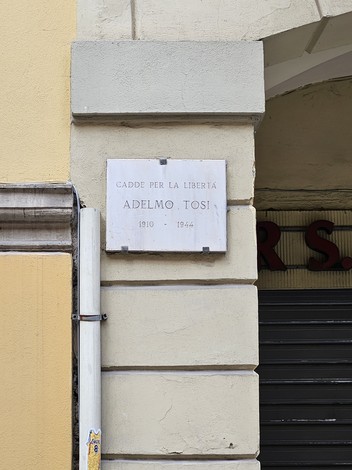 CADDE PER LA LIBERTÀ
ADELMO TOSI
1910 - 1944
R S.